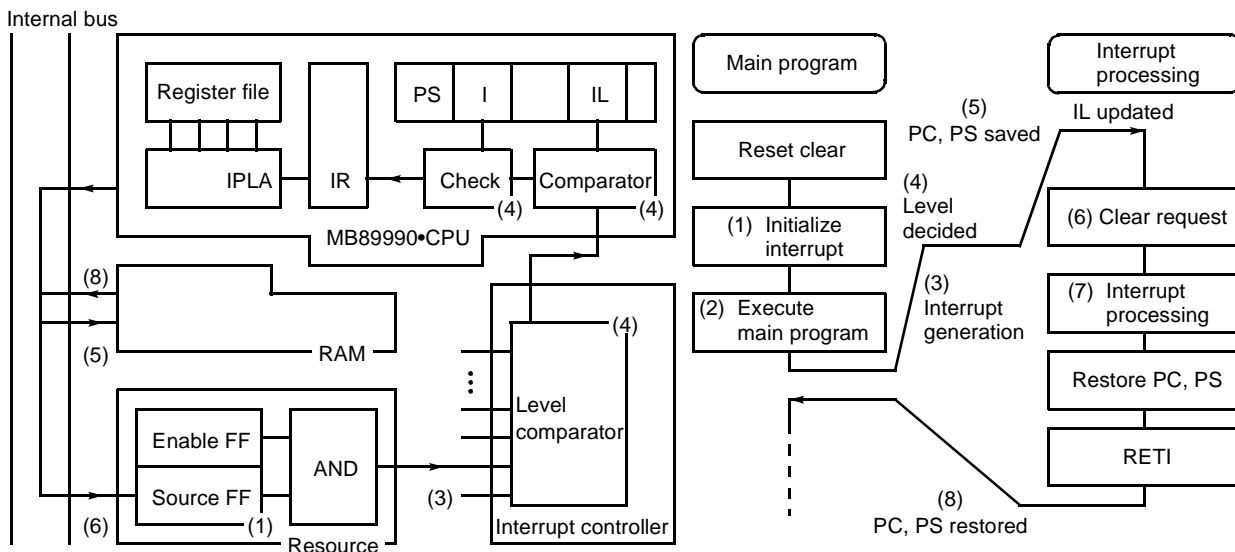 Internal bus
Register file
PS
I
IL
IPLA
IR
Check
(4)
Comparator
(4)
MB89990•CPU
(8)
(5)
RAM
(4)
Level
comparator
Interrupt controller
(3)
Enable FF
Source FF
AND
(6)
(1)
Resource
Main program
Reset clear
(1) Initialize
interrupt
(2) Execute
main program
(3)
Interrupt
generation
(4)
Level
decided
(5)
PC, PS saved
Interrupt
processing
IL updated
(6) Clear request
(7) Interrupt
processing
Restore PC, PS
RETI
(8)
PC, PS restored